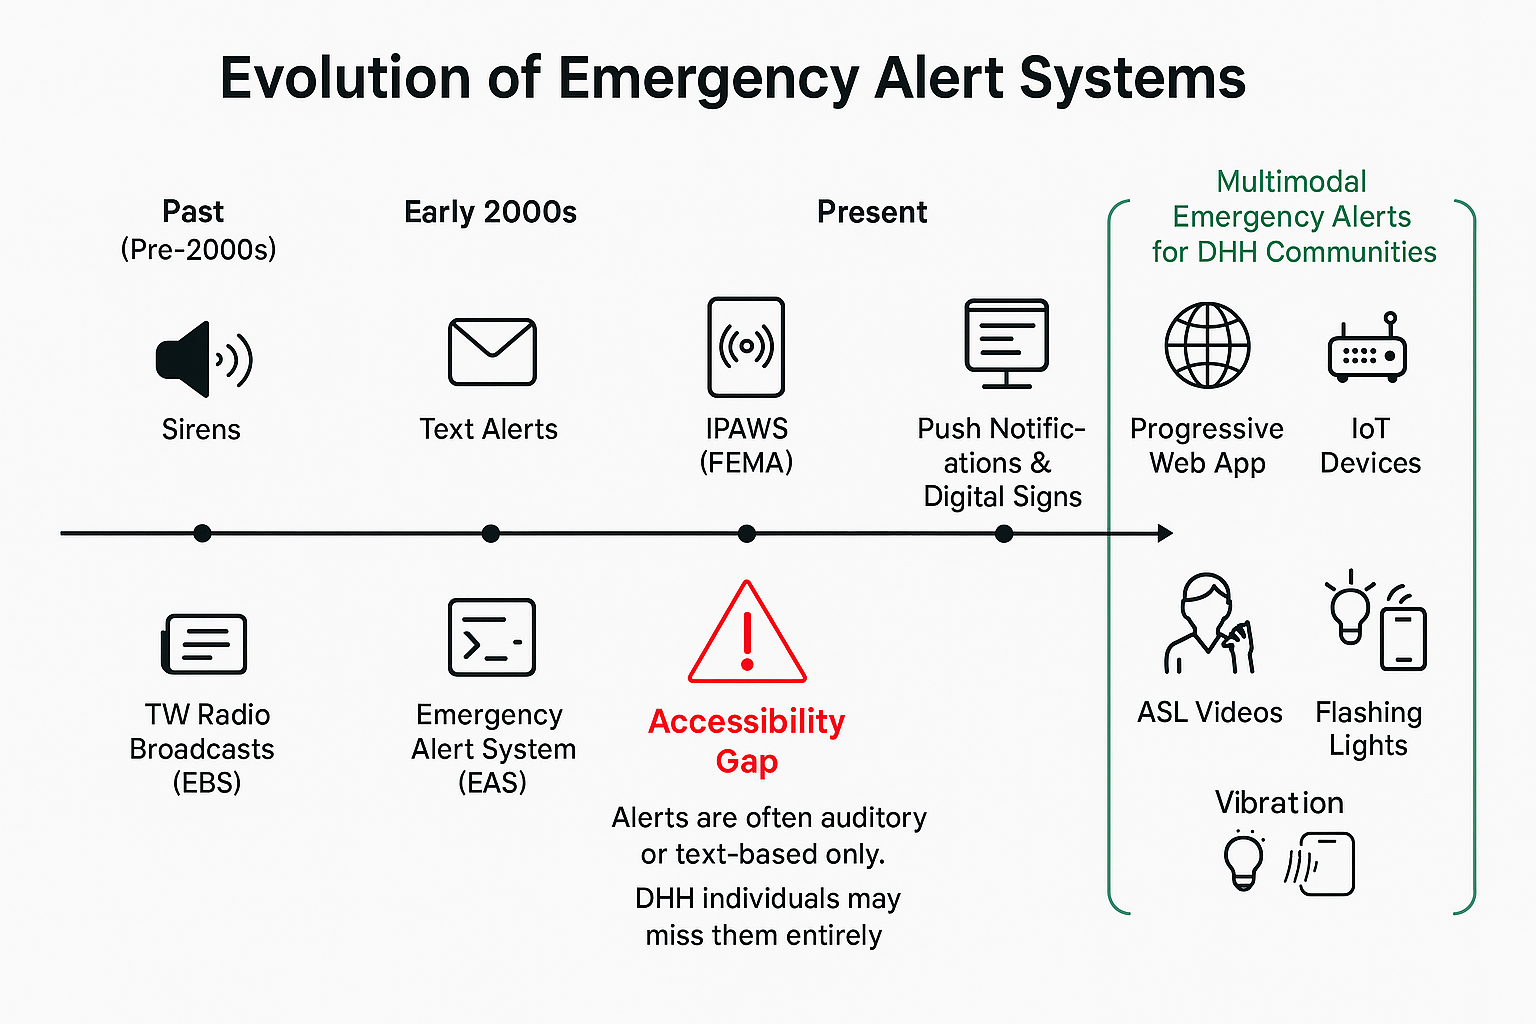 Evolution of Emergency Alert Systems
Past
(Pre-2000s)
Early 2000s
Present
Multimodal
Emergency Alerts
for DHH Communities
Sirens
Text Alerts
IPAWS
(FEMA)
Push Notific-
ations &
Digital Signs
Progressive
Web App
IoT
Devices
TW Radio
Broadcasts
(EBS)
Emergency
Alert System
(EAS)
Accessibility
Gap
Alerts are often auditory
or text-based only.
DHH individuals may
miss them entirely
ASL Videos
Flashing
Lights
Vibration